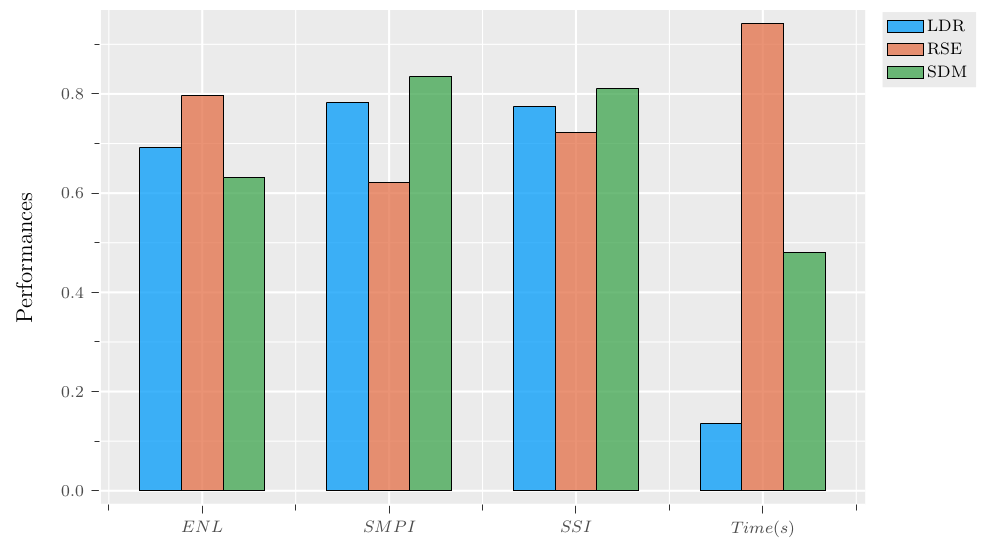 LDR
RSE
SDM
Performances
0.8
0.6
0.4
0.2
0.0
ENL SMPI SSI Time(s)